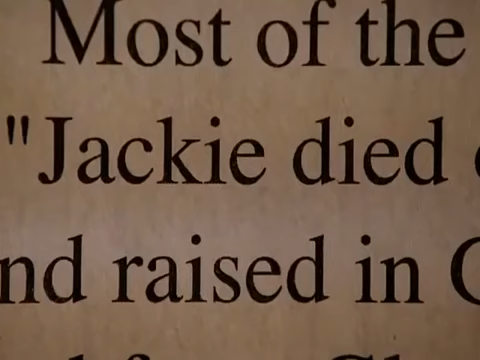 Most of the
"Jackie died
nd raised in